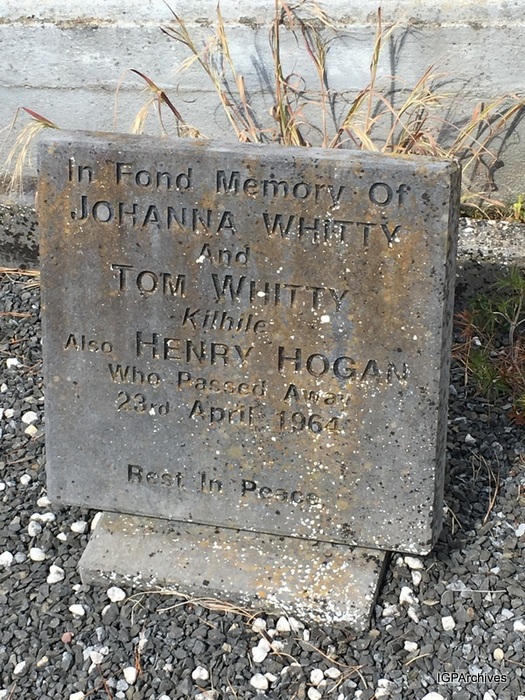 In Fond Memory Of
JOHANNA WHITTY
And
TOM WHITTY
Kilhile
Also HENRY HOGAN
Who Passed Away
23rd April 1964
Rest In Peace
IGPArchives